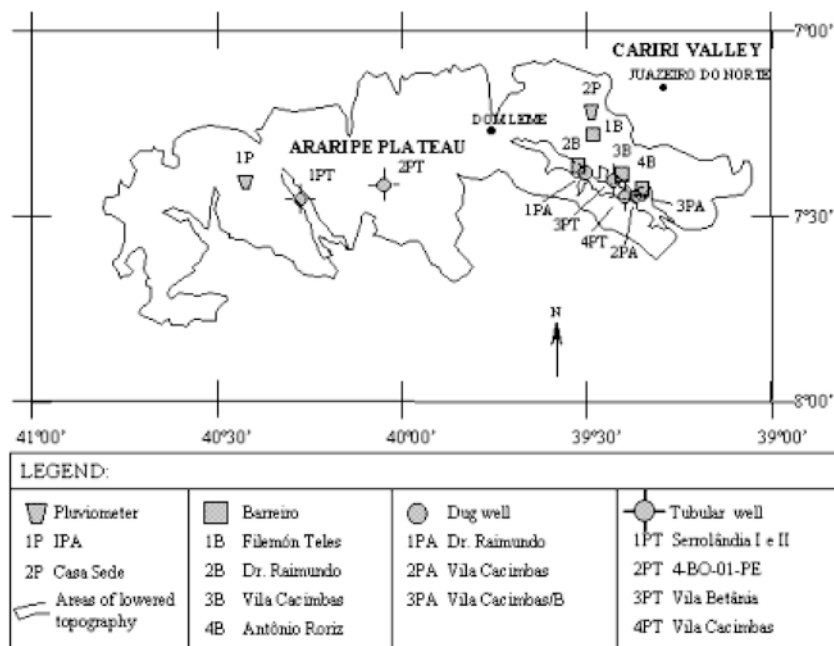 7°00'
CARIRI VALLEY
JUAZEIRO DO NORTE
2P
DOM LEME
1B
2B
ARARIPE PLATEAU
3B
4B
1P
1PT
2PT
1PA
3PT
3PA
7°30'
4PT
2PA
N
8°00'
41°00'
40°30'
40°00'
39°30'
39°00'
LEGEND:
Pluviometer
1P IPA
2P Casa Sede
Areas of lowered
topography
Barreiro
1B Filemón Teles
2B Dr. Raimundo
3B Vila Cacimbas
4B Antônio Roriz
Dug well
1PA Dr. Raimundo
2PA Vila Cacimbas
3PA Vila Cacimbas/B
Tubular well
1PT Serrolândia I e II
2PT 4-BO-01-PE
3PT Vila Betânia
4PT Vila Cacimbas